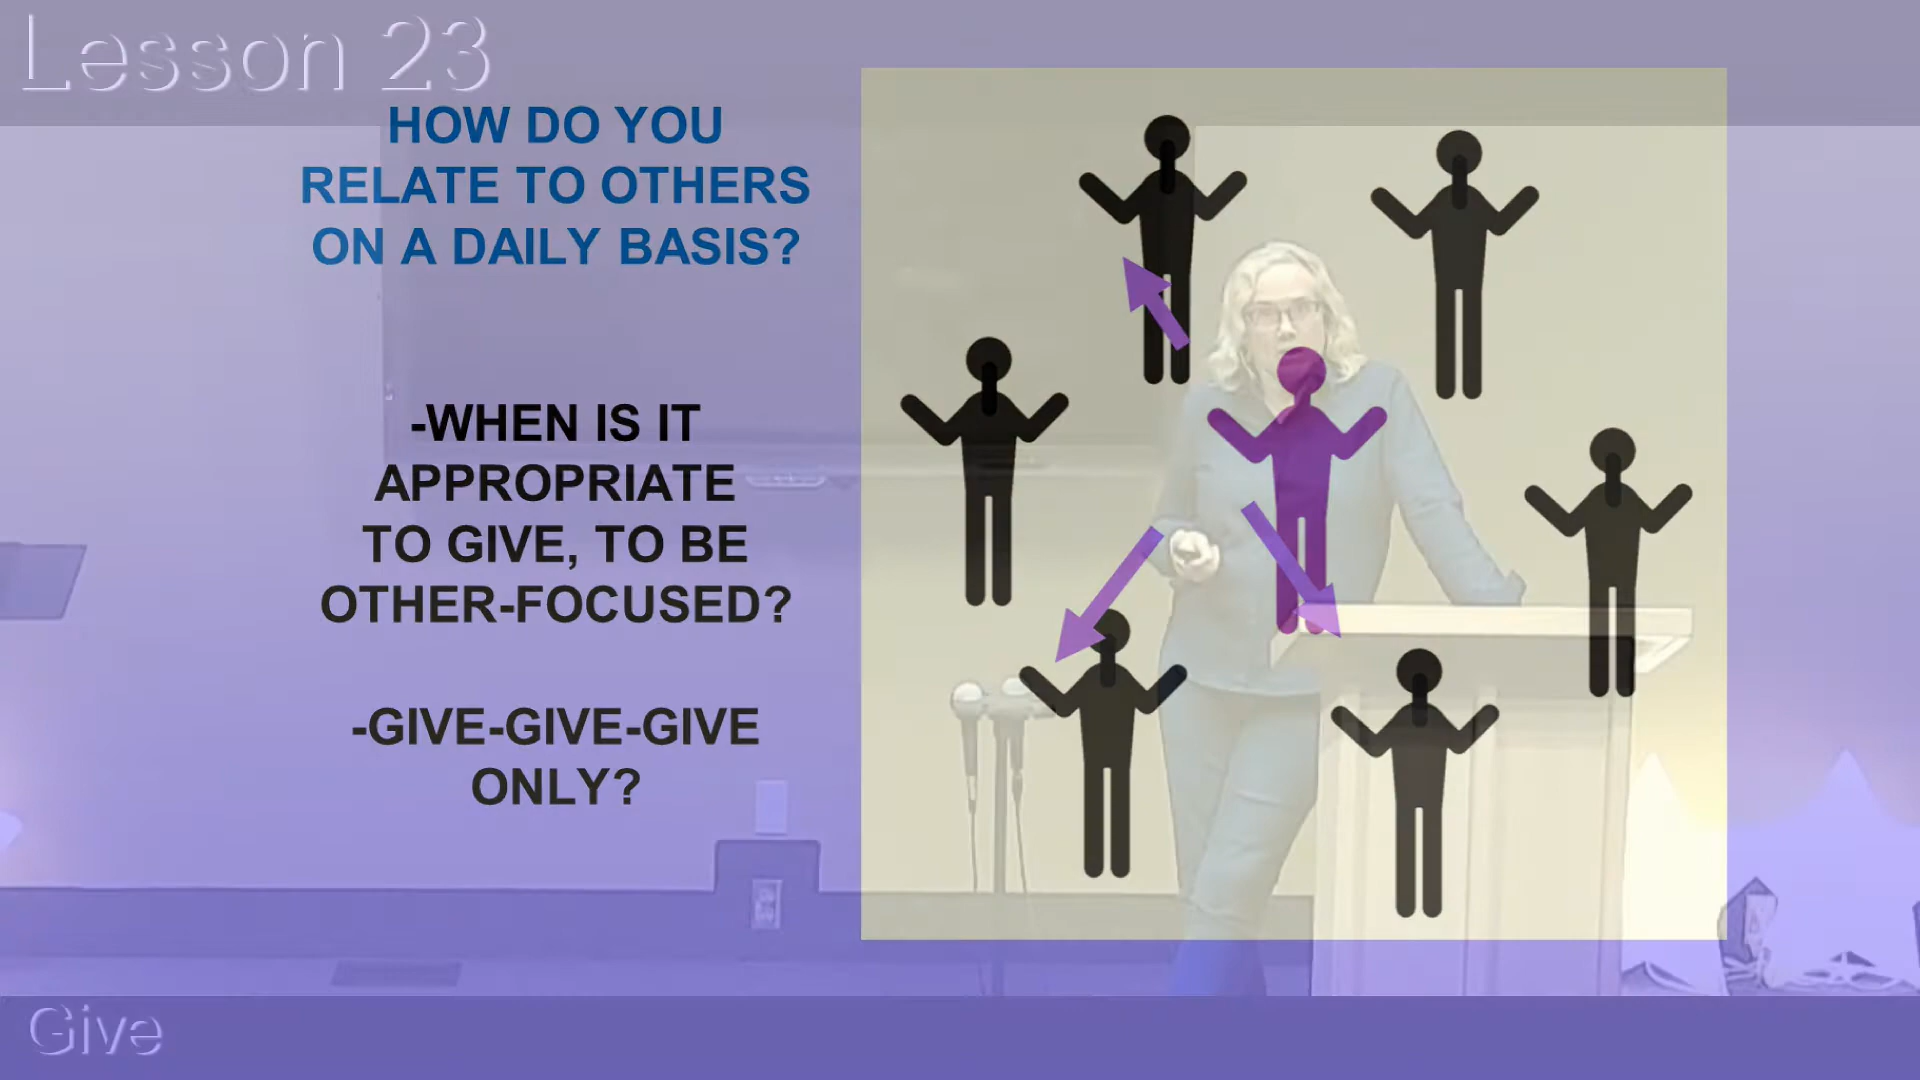 Lesson 23
HOW DO YOU
RELATE TO OTHERS
ON A DAILY BASIS?
-WHEN IS IT
APPROPRIATE
TO GIVE, TO BE
OTHER-FOCUSED?
-GIVE-GIVE-GIVE
ONLY?
Give